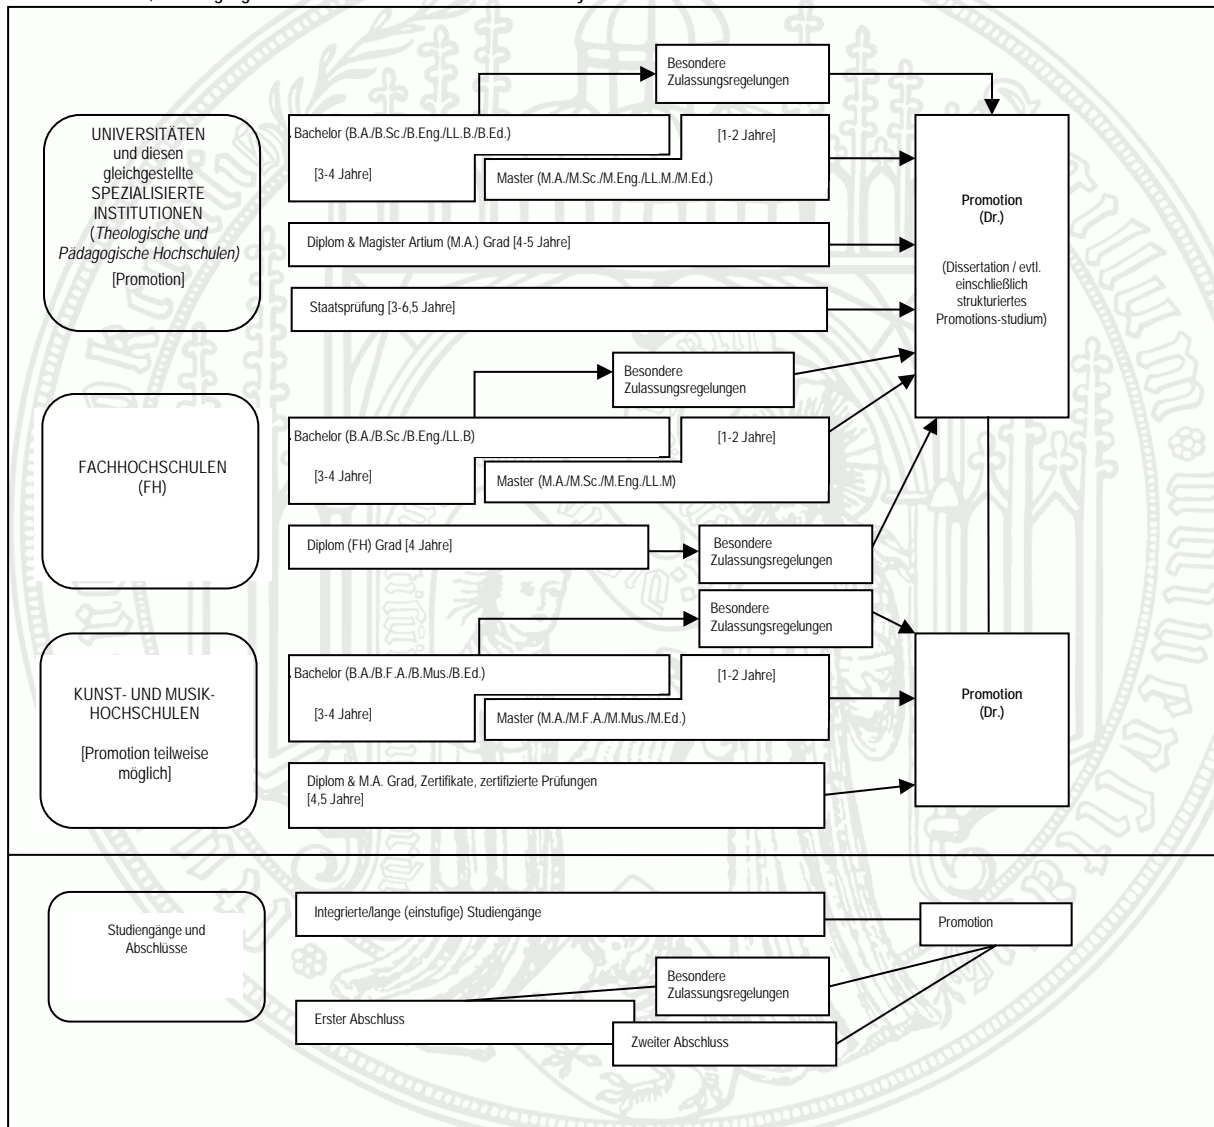 Besondere
Zulassungsregelungen
UNIVERSITÄTEN
und diesen
gleichgestellte
SPEZIALISIERTE
INSTITUTIONEN
(Theologische und
Pädagogische Hochschulen)
[Promotion]
Bachelor (B.A./B.Sc./B.Eng./LL.B./B.Ed.)
[3-4 Jahre]
[1-2 Jahre]
Master (M.A./M.Sc./M.Eng./LL.M./M.Ed.)
Diplom & Magister Artium (M.A.) Grad [4-5 Jahre]
Staatsprüfung [3-6,5 Jahre]
Promotion
(Dr.)
(Dissertation / evtl.
einschließlich
strukturiertes
Promotions-studium)
Besondere
Zulassungsregelungen
FACHHOCHSCHULEN
(FH)
Bachelor (B.A./B.Sc./B.Eng./LL.B)
[3-4 Jahre]
[1-2 Jahre]
Master (M.A./M.Sc./M.Eng./LL.M)
Diplom (FH) Grad [4 Jahre]
Besondere
Zulassungsregelungen
Besondere
Zulassungsregelungen
KUNST- UND MUSIK-
HOCHSCHULEN
[Promotion teilweise
möglich]
Bachelor (B.A./B.F.A./B.Mus./B.Ed.)
[3-4 Jahre]
[1-2 Jahre]
Master (M.A./M.F.A./M.Mus./M.Ed.)
Diplom & M.A. Grad, Zertifikate, zertifizierte Prüfungen
[4,5 Jahre]
Promotion
(Dr.)
Studiengänge und
Abschlüsse
Integrierte/lange (einstufige) Studiengänge
Promotion
Besondere
Zulassungsregelungen
Erster Abschluss
Zweiter Abschluss